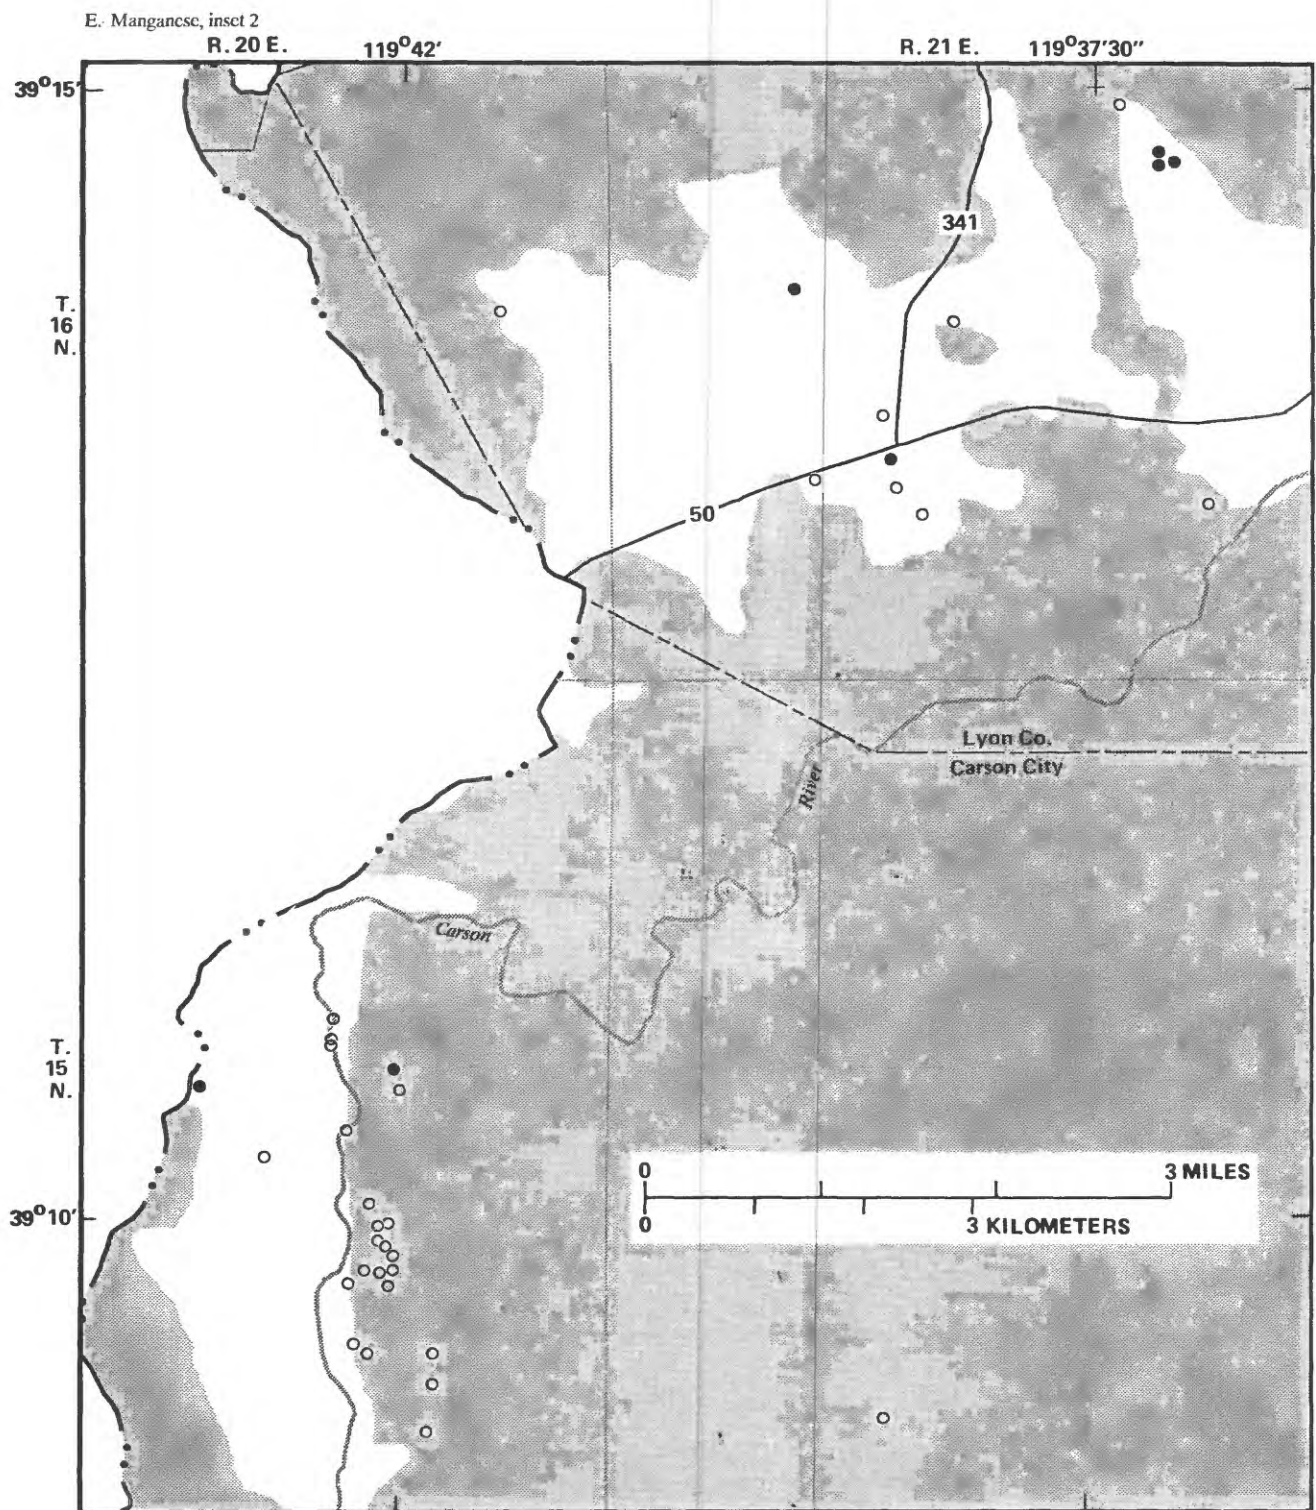 E. Manganese, inset 2
R. 20 E. 119°42' R. 21 E. 119°37'30"
39°15'
341
T.
16
N.
50
Lyon Co.
Carson City
River
Carson
T.
15
N.
0 3 MILES
39°10'
0 3 KILOMETERS